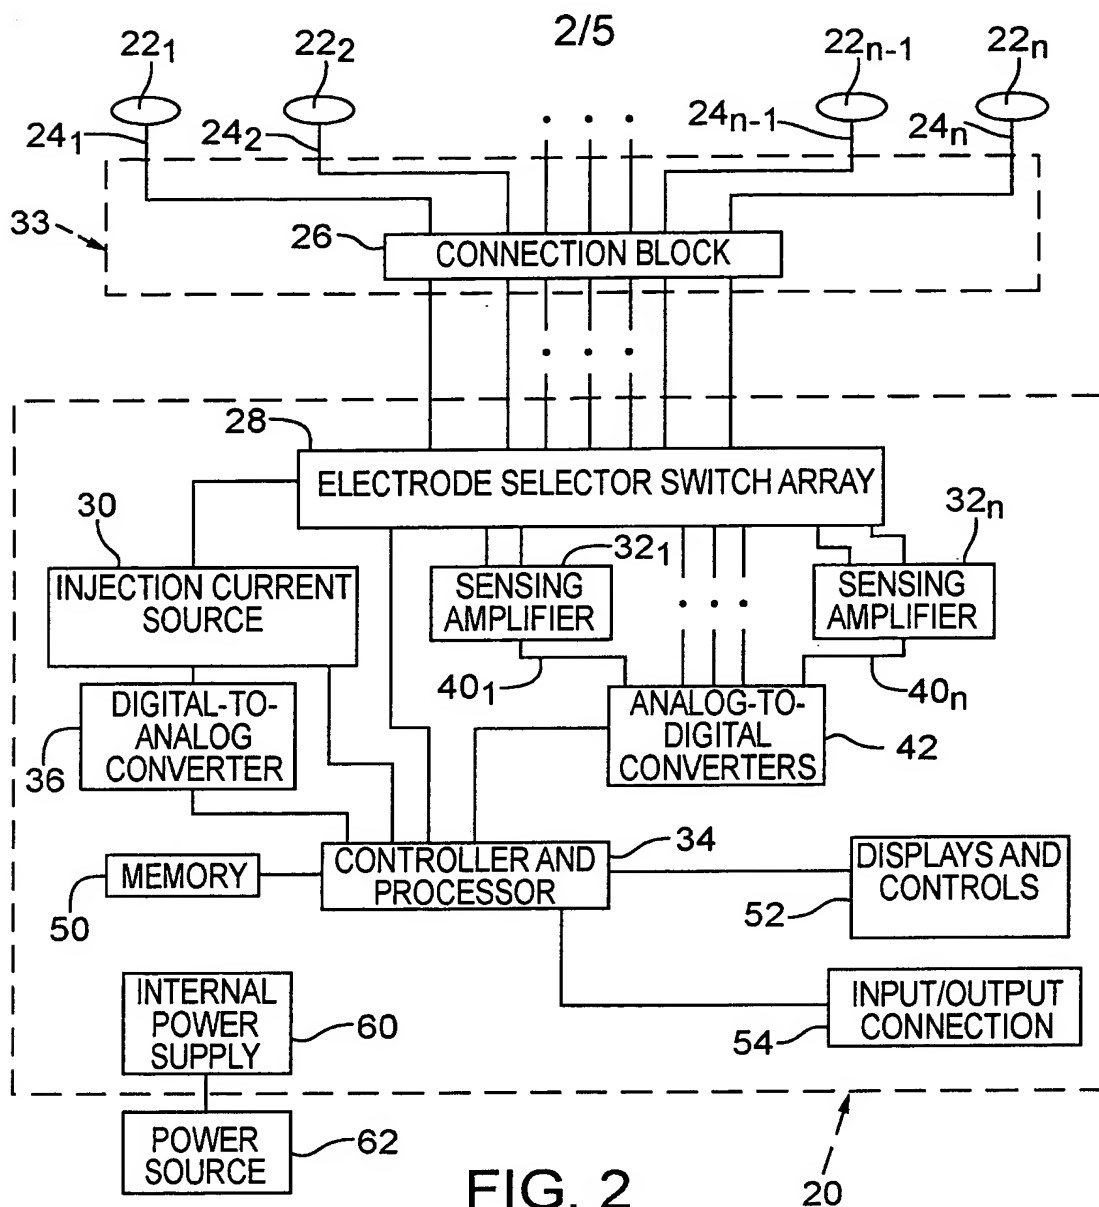 2/5
22₁
22₂
22ₙ₋₁
22ₙ
24₁
24₂
24ₙ₋₁
24ₙ
33
26
CONNECTION BLOCK
28
ELECTRODE SELECTOR SWITCH ARRAY
30
INJECTION CURRENT
SOURCE
32₁
SENSING
AMPLIFIER
32ₙ
SENSING
AMPLIFIER
40₁
40ₙ
DIGITAL-TO-
ANALOG
CONVERTER
36
ANALOG-TO-
DIGITAL
CONVERTERS
42
34
CONTROLLER AND
PROCESSOR
MEMORY
50
DISPLAYS AND
CONTROLS
52
INTERNAL
POWER
SUPPLY
60
INPUT/OUTPUT
CONNECTION
54
POWER
SOURCE
62
20
FIG. 2